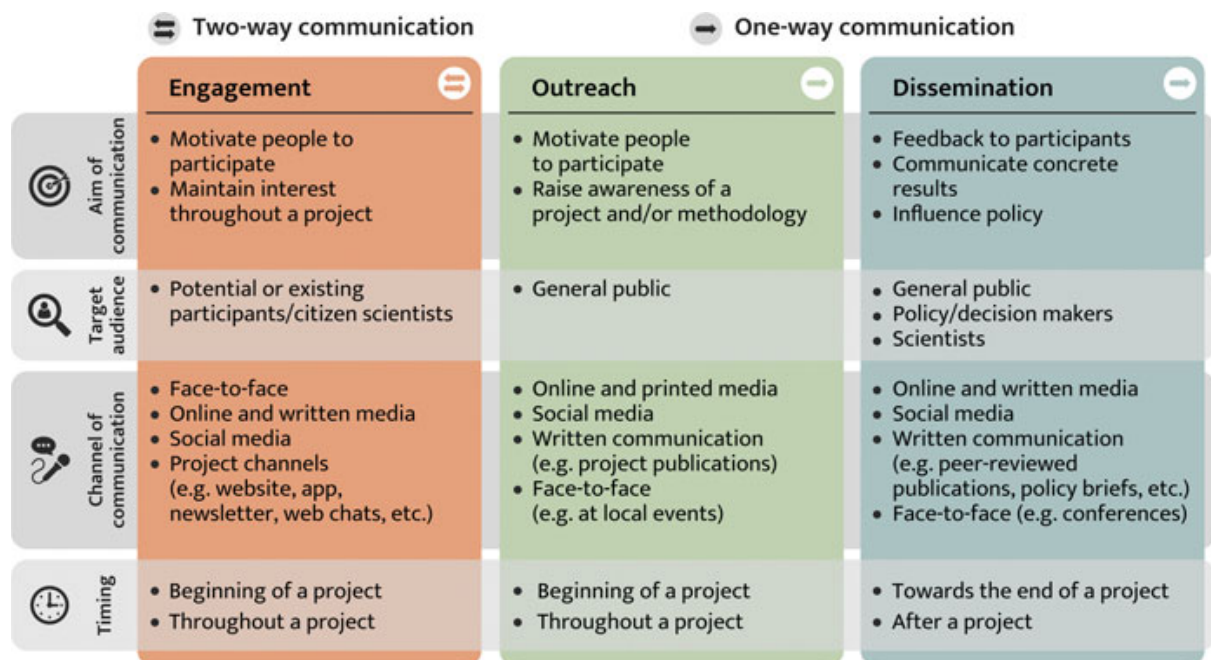 Two-way communication
One-way communication
Engagement
Outreach
Dissemination
Aim of
communication
• Motivate people to
participate
• Maintain interest
throughout a project
• Motivate people
to participate
• Raise awareness of a
project and/or methodology
• Feedback to participants
• Communicate concrete
results
• Influence policy
Target
audience
• Potential or existing
participants/citizen scientists
• General public
• General public
• Policy/decision makers
• Scientists
Channel of
communication
• Face-to-face
• Online and written media
• Social media
• Project channels
(e.g. website, app,
newsletter, web chats, etc.)
• Online and printed media
• Social media
• Written communication
(e.g. project publications)
• Face-to-face
(e.g. at local events)
• Online and written media
• Social media
• Written communication
(e.g. peer-reviewed
publications, policy briefs, etc.)
• Face-to-face (e.g. conferences)
Timing
• Beginning of a project
• Throughout a project
• Beginning of a project
• Throughout a project
• Towards the end of a project
• After a project